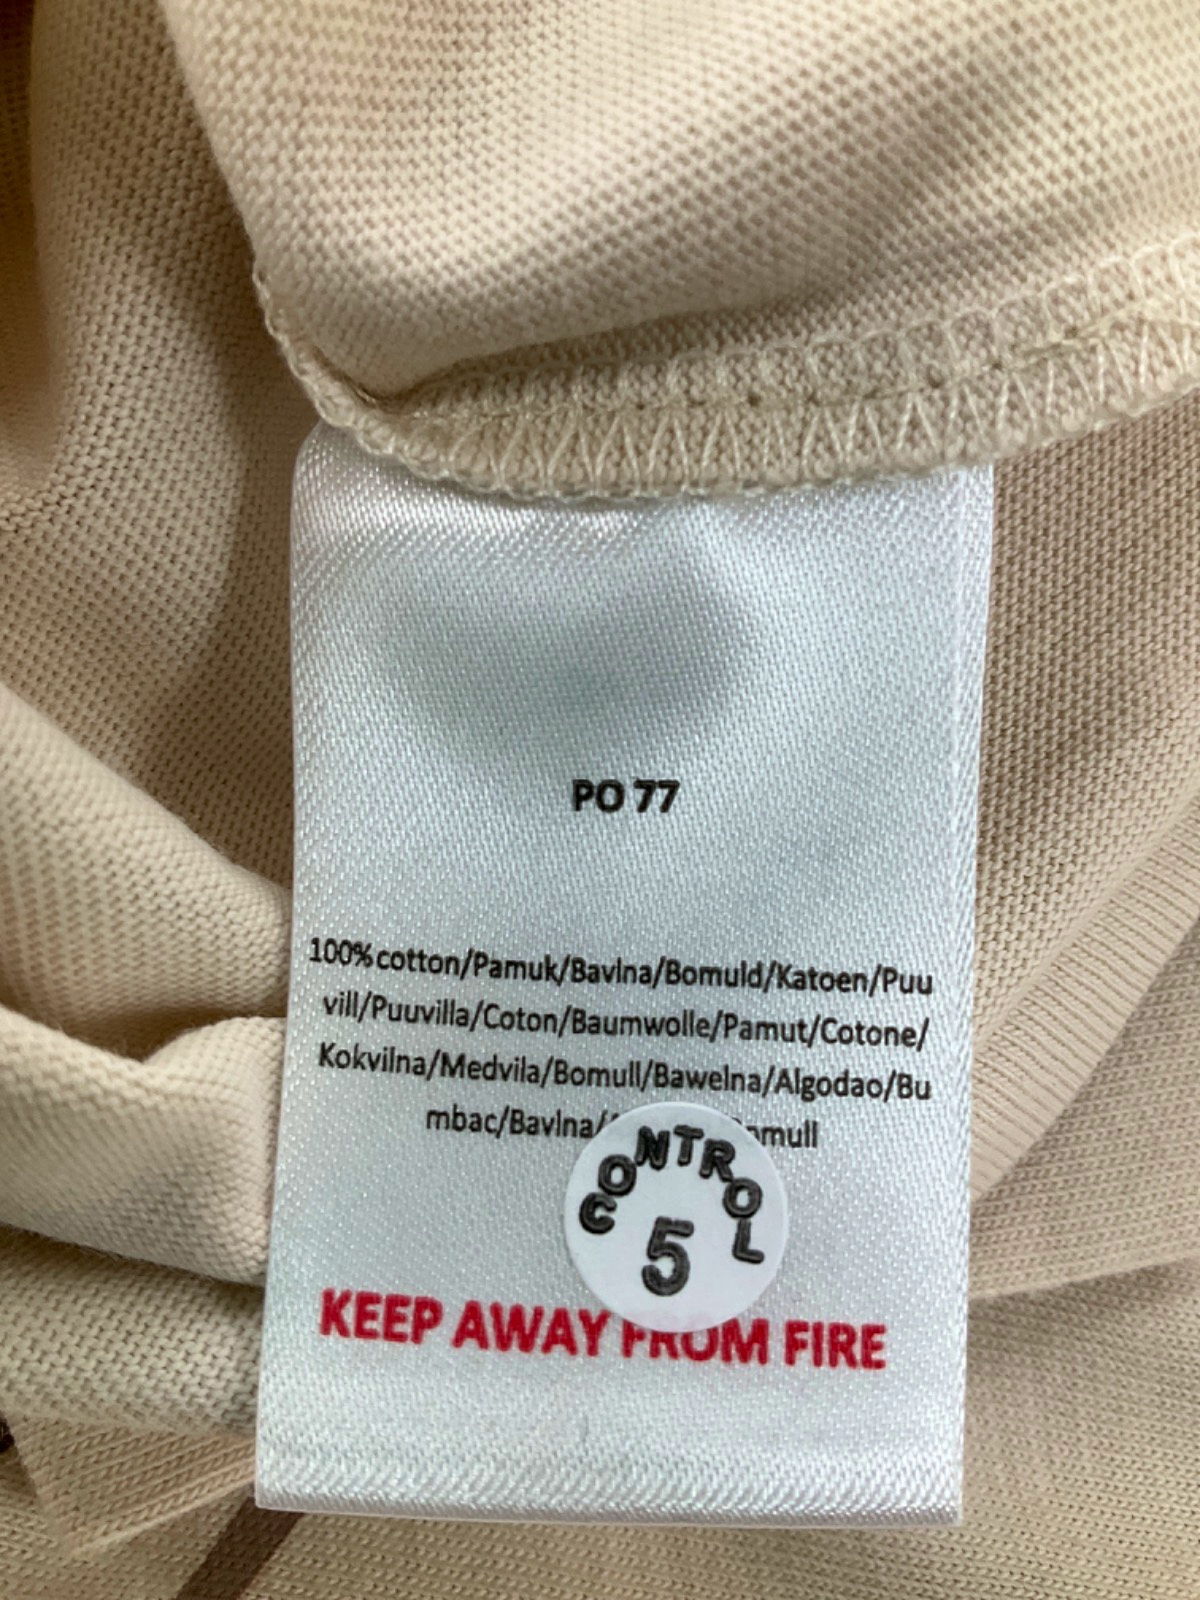 PO 77
100% cotton/Pamuk/Bavlna/Bomuld/Katoen/Puu
vill/Puuvilla/Coton/Baumwolle/Pamut/Cotone/
Kokvilna/Medvila/Bomull/Bawelna/Algodao/Bu
mbac/Bavlna/
CONTROL
5
KEEP AWAY FROM FIRE